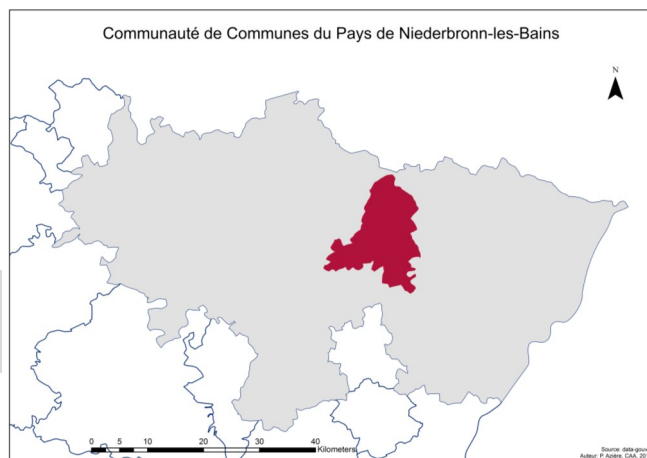 Communauté de Communes du Pays de Niederbronn-les-Bains
N
0 5 10 20 30 40
Kilometers
Source: data-gouv
Auteur: P. Azière, CAA, 201